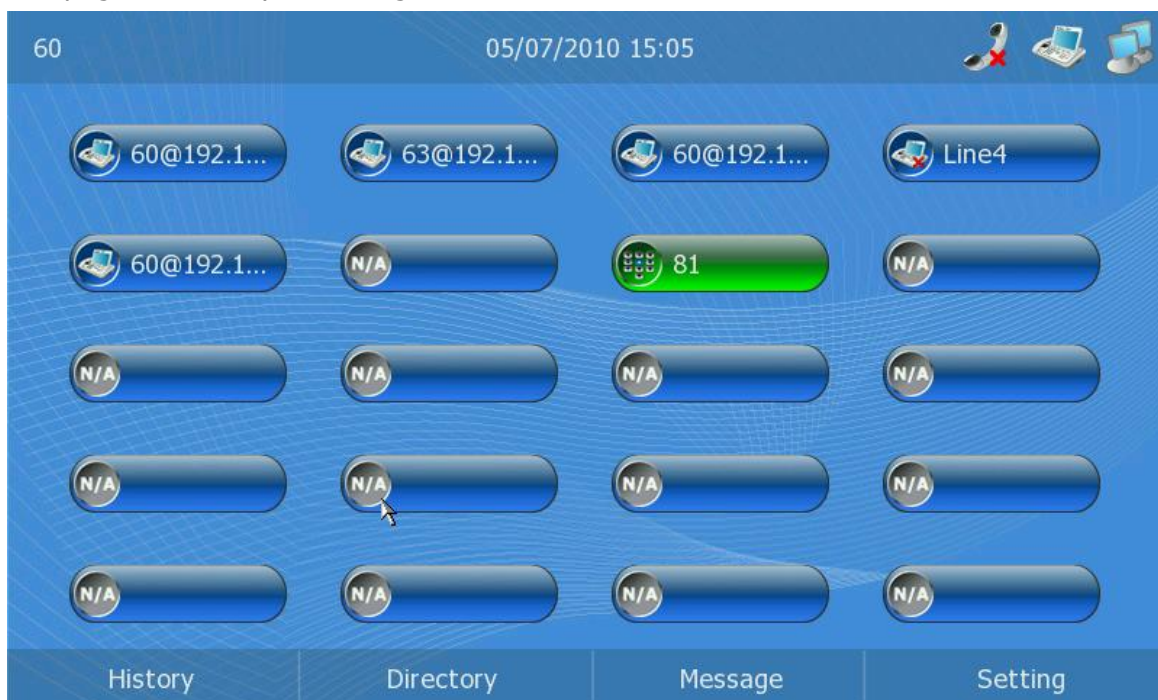 60 05/07/2010 15:05
60@192.1... 63@192.1... 60@192.1... Line4
60@192.1... N/A 81 N/A
N/A N/A N/A N/A
N/A N/A N/A N/A
N/A N/A N/A N/A
History Directory Message Setting